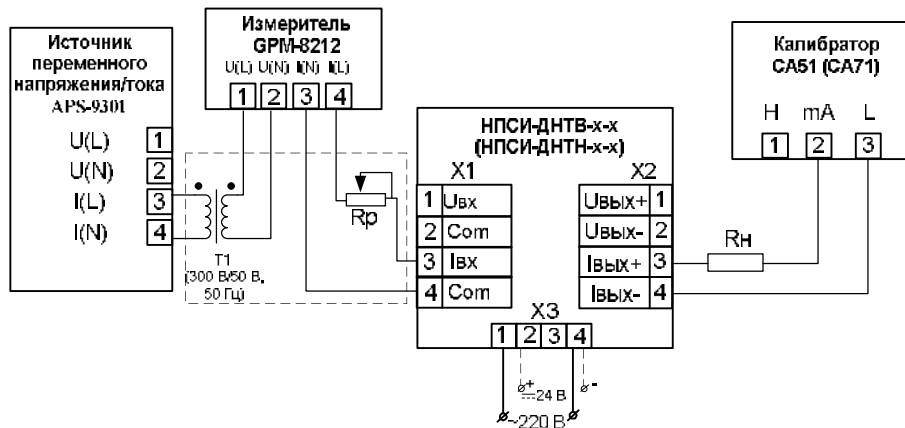 Источник
переменного
напряжения/тока
APS-9301
U(L) 1
U(N) 2
I(L) 3
I(N) 4
Измеритель
GPM-8212
U(L) U(N) I(N) I(L)
1 2 3 4
T1
(300 В/50 В,
50 Гц)
Rр
НПСИ-ДНТВ-х-х
(НПСИ-ДНТН-х-х)
X1
1 Uвх
2 Com
3 Iвх
4 Com
X2
Uвых+ 1
Uвых- 2
Iвых+ 3
Iвых- 4
X3
1 2 3 4
+ -
24 В
~220 В
Rн
Калибратор
CA51 (CA71)
H mA L
1 2 3